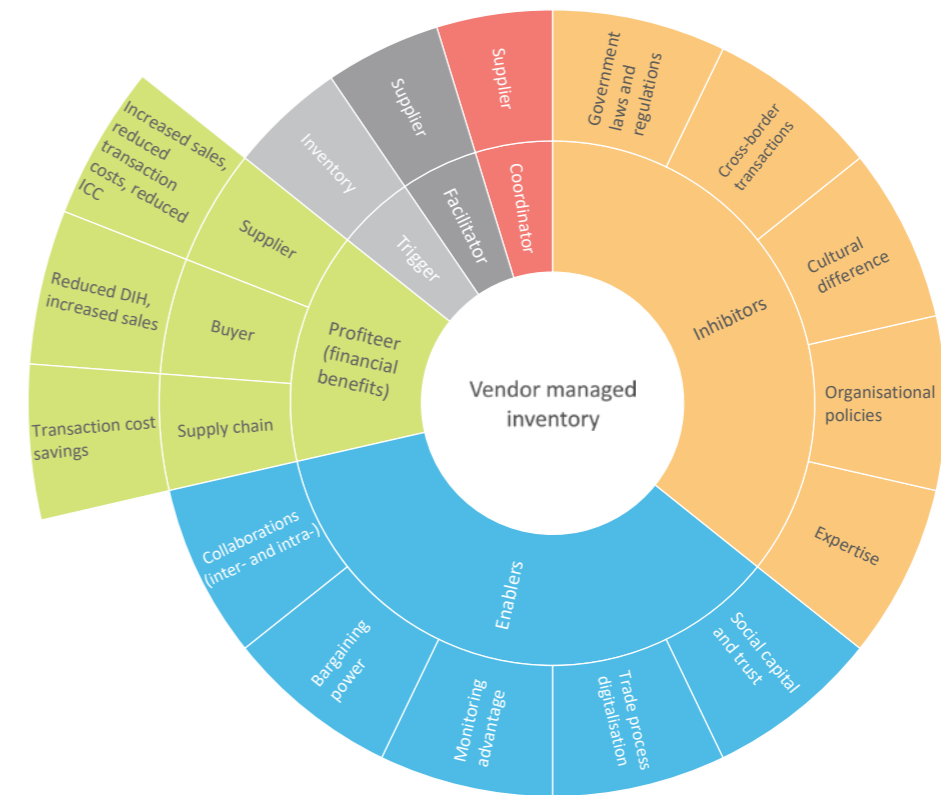 Vendor managed
inventory
Inhibitors
Government
laws and
regulations
Cross-border
transactions
Cultural
difference
Organisational
policies
Expertise
Enablers
Social capital
and trust
Trade process
digitalisation
Monitoring
advantage
Bargaining
power
Collaborations
(inter- and intra-)
Profiteer
(financial
benefits)
Supply chain
Transaction cost
savings
Buyer
Reduced DIH,
increased sales
Supplier
Increased sales,
reduced
transaction
costs, reduced
ICC
Trigger
Inventory
Facilitator
Supplier
Coordinator
Supplier